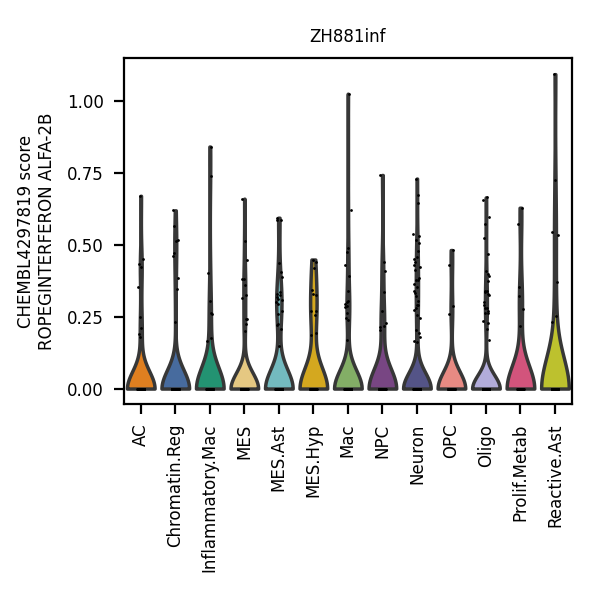 ZH881inf
CHEMBL4297819 score
ROPEGINTERFERON ALFA-2B
1.00
0.75
0.50
0.25
0.00
AC
Chromatin.Reg
Inflammatory.Mac
MES
MES.Ast
MES.Hyp
Mac
NPC
Neuron
OPC
Oligo
Prolif.Metab
Reactive.Ast